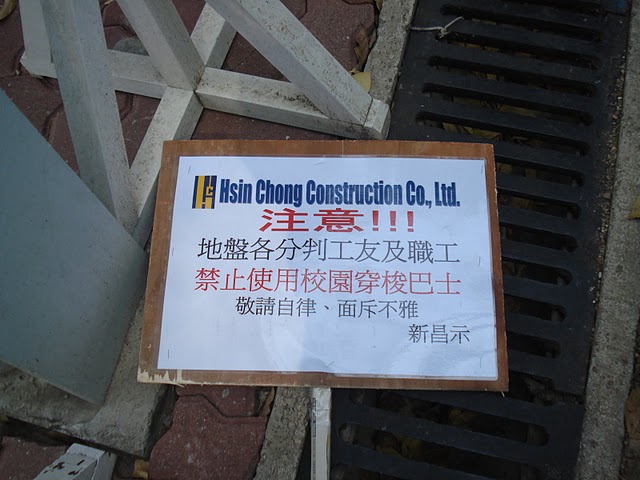 Hsin Chong Construction Co., Ltd.
注意!!!
地盤各分判工友及職工
禁止使用校園穿梭巴士
敬請自律、面斥不雅
新昌示